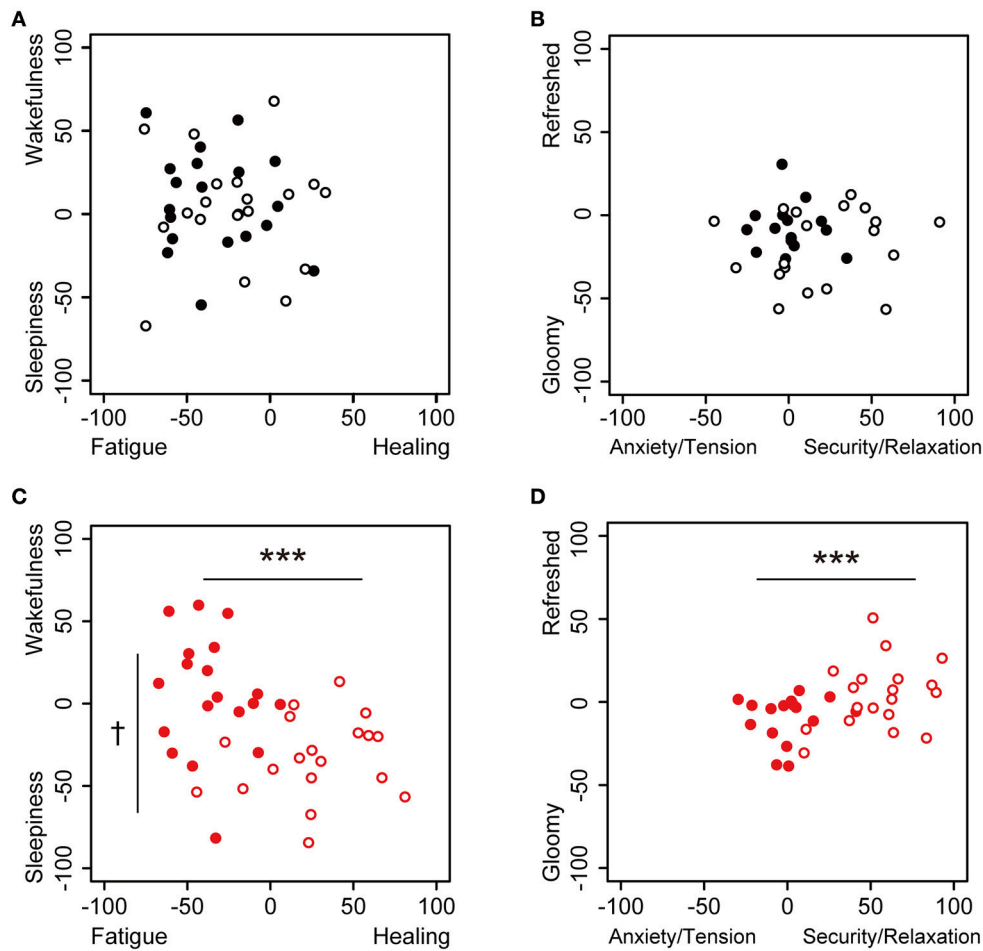 A
Wakefulness
Sleepiness
100
50
0
-50
-100
-100 -50 0 50 100
Fatigue Healing
B
Refreshed
Gloomy
100
50
0
-50
-100
-100 -50 0 50 100
Anxiety/Tension Security/Relaxation
C
Wakefulness
Sleepiness
100
50
0
-50
-100
***
†
-100 -50 0 50 100
Fatigue Healing
D
Refreshed
Gloomy
100
50
0
-50
-100
***
-100 -50 0 50 100
Anxiety/Tension Security/Relaxation